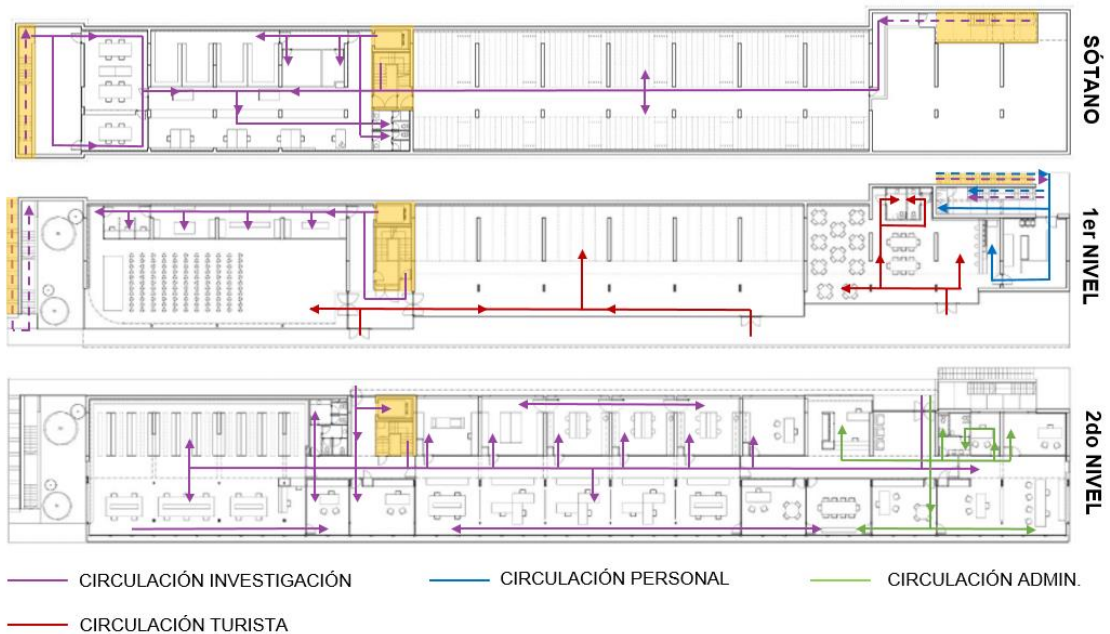 SÓTANO
1er NIVEL
2do NIVEL
CIRCULACIÓN INVESTIGACIÓN
CIRCULACIÓN PERSONAL
CIRCULACIÓN ADMIN.
CIRCULACIÓN TURISTA